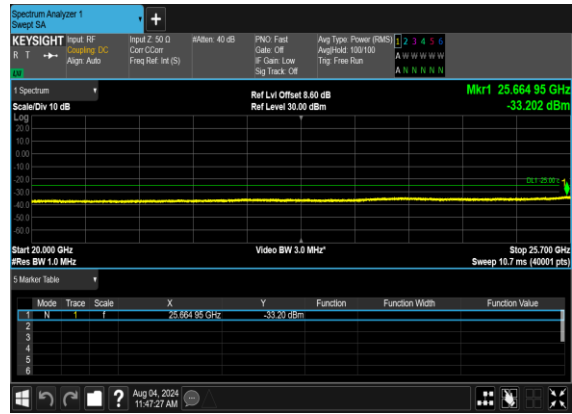 Spectrum Analyzer 1
Swept SA
+
KEYSIGHT Input: RF Input Z: 50 Ω #Atten: 40 dB PNO: Fast Avg Type: Power (RMS) 1 2 3 4 5 6
R T Coupling: DC Corr CCorr Gate: Off Avg|Hold: 100/100 A W W W W W
Align: Auto Freq Ref: Int (S) IF Gain: Low Trig: Free Run
Sig Track: Off A N N N N N
1 Spectrum Ref Lvl Offset 8.60 dB Mkr1 25.664 95 GHz
Scale/Div 10 dB Ref Level 30.00 dBm -33.202 dBm
Log
20.0
10.0
0.00
-10.0
-20.0
DL1 -25.00
1
-30.0
-40.0
-50.0
-60.0
Start 20.000 GHz Video BW 3.0 MHz* Stop 25.700 GHz
#Res BW 1.0 MHz Sweep 10.7 ms (40001 pts)
5 Marker Table
Mode Trace Scale X Y Function Function Width Function Value
1 N 1 f 25.664 95 GHz -33.20 dBm
2
3
4
5
6
? Aug 04, 2024
11:47:27 AM